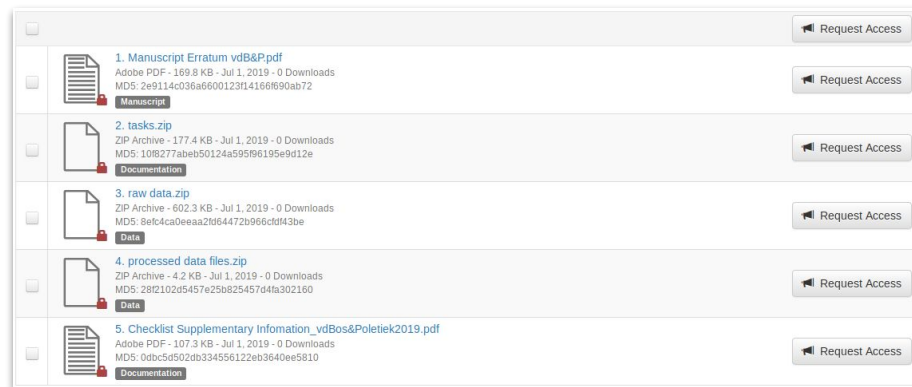 Request Access
1. Manuscript Erratum vdB&P.pdf
Adobe PDF - 169.8 KB - Jul 1, 2019 - 0 Downloads
MD5: 2e9114c036a6600123f14166f690ab72
Manuscript
Request Access
2. tasks.zip
ZIP Archive - 177.4 KB - Jul 1, 2019 - 0 Downloads
MD5: 10f8277abeb50124a595f96195e9d12e
Documentation
Request Access
3. raw data.zip
ZIP Archive - 602.3 KB - Jul 1, 2019 - 0 Downloads
MD5: 8efc4ca0eeaa2fd64472b966cfdf43be
Data
Request Access
4. processed data files.zip
ZIP Archive - 4.2 KB - Jul 1, 2019 - 0 Downloads
MD5: 28f2102d5457e25b825457d4fa302160
Data
Request Access
5. Checklist Supplementary Infomation_vdBos&Poletiek2019.pdf
Adobe PDF - 107.3 KB - Jul 1, 2019 - 0 Downloads
MD5: 0dbc5d502db334556122eb3640ee5810
Documentation
Request Access